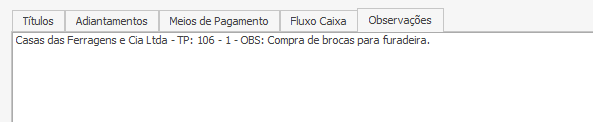 Títulos Adiantamentos Meios de Pagamento Fluxo Caixa Observações
Casas das Ferragens e Cia Ltda - TP: 106 - 1 - OBS: Compra de brocas para furadeira.